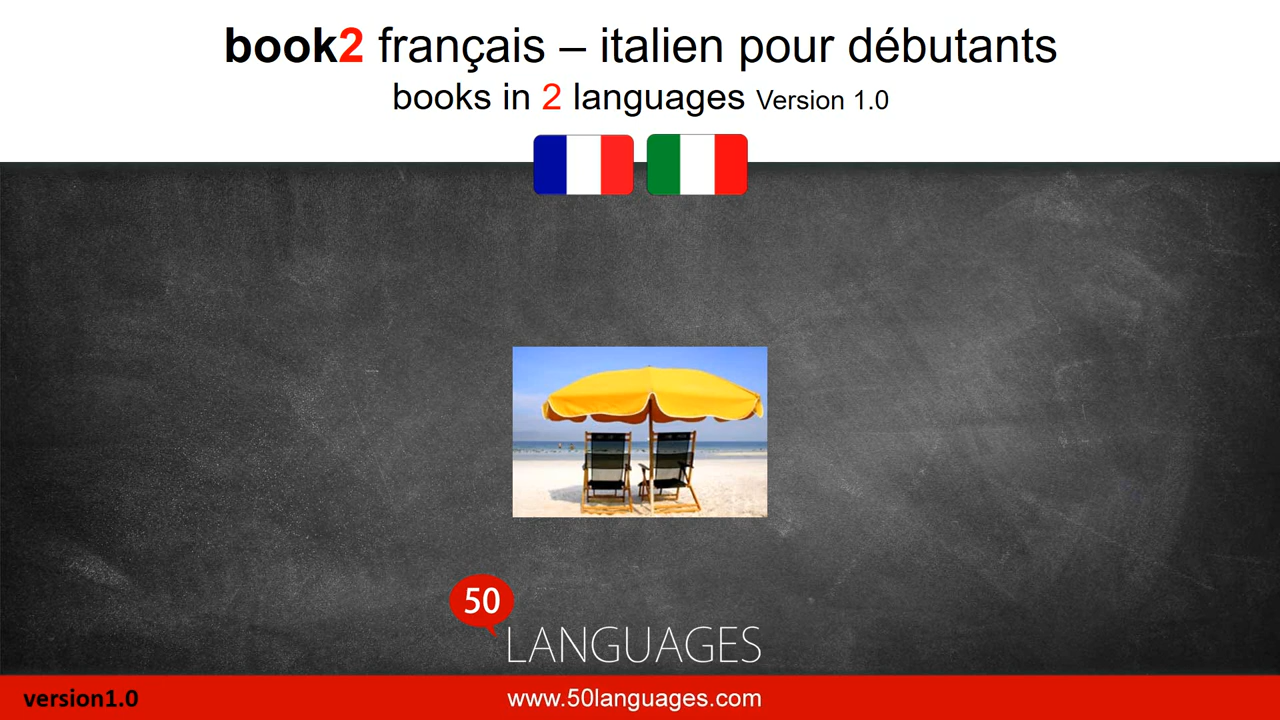 book2 français – italien pour débutants
books in 2 languages Version 1.0
50
LANGUAGES
version1.0
www.50languages.com